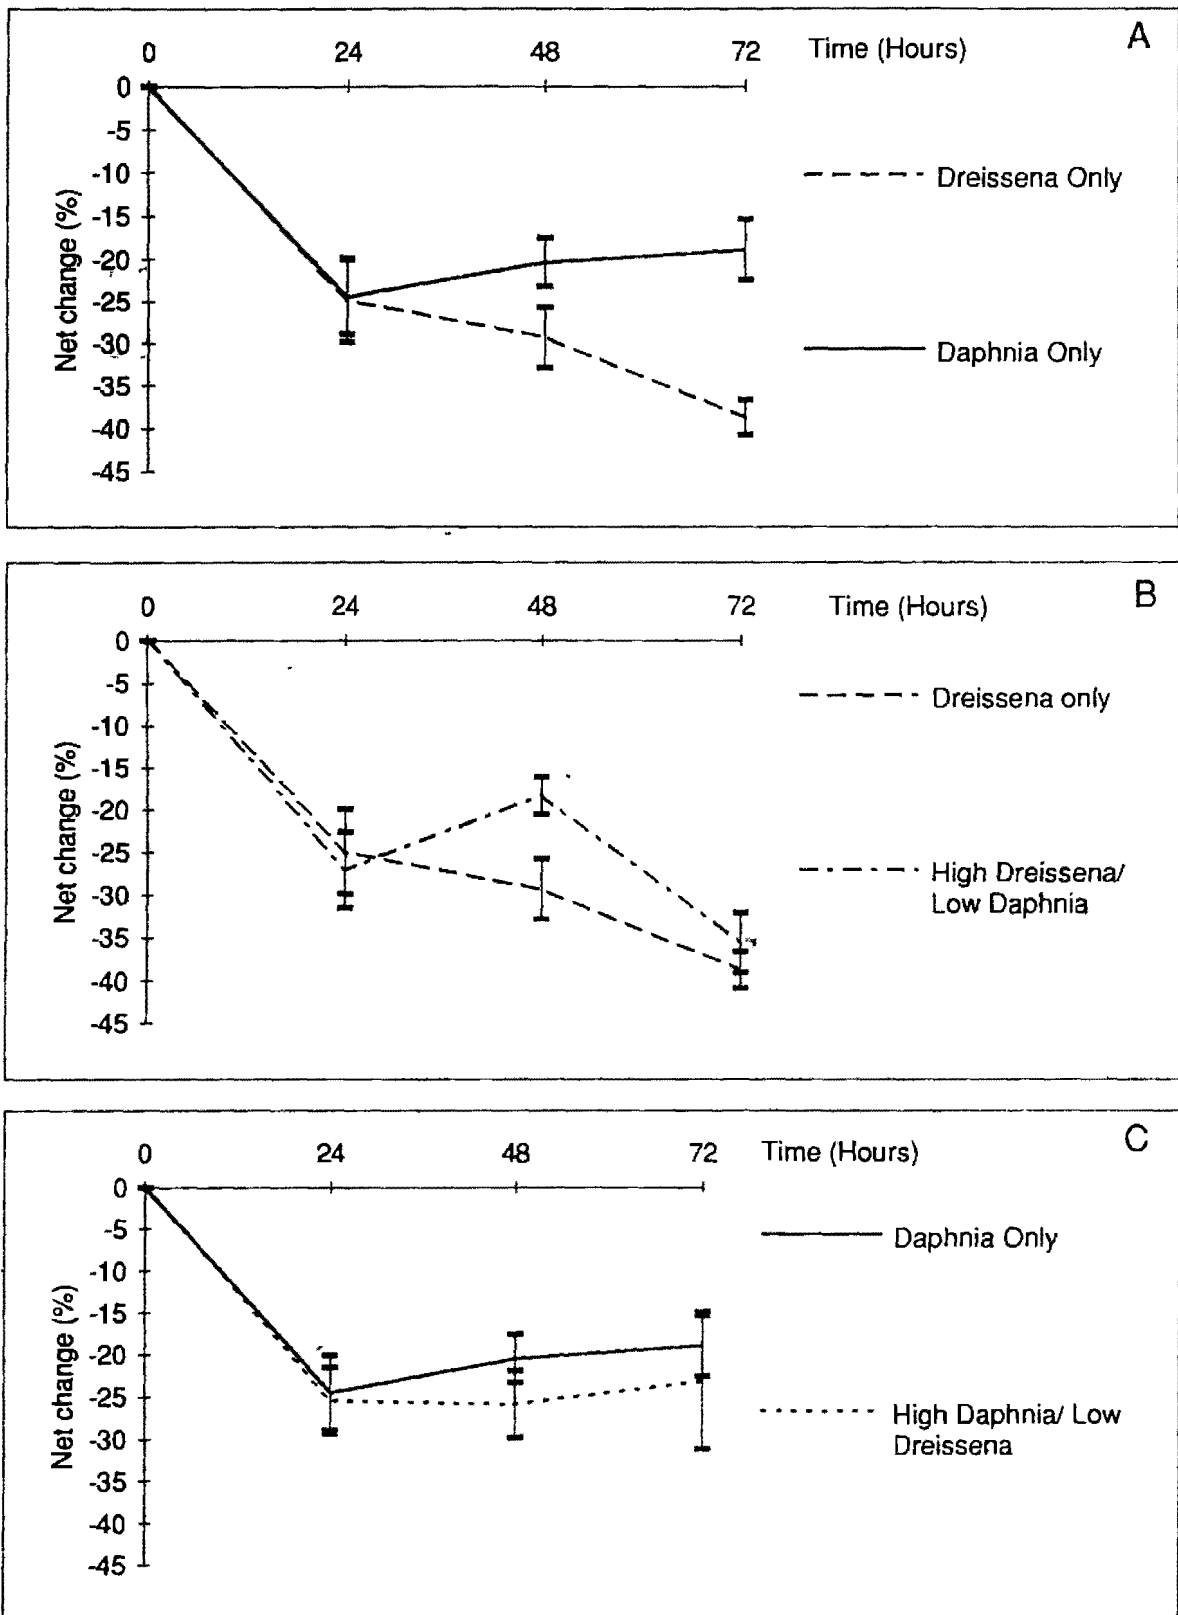 A
0 24 48 72 Time (Hours)
0
-5
-10
-15
-20
-25
-30
-35
-40
-45
Net change (%)
Dreissena Only
Daphnia Only
B
0 24 48 72 Time (Hours)
0
-5
-10
-15
-20
-25
-30
-35
-40
-45
Net change (%)
Dreissena only
High Dreissena/
Low Daphnia
C
0 24 48 72 Time (Hours)
0
-5
-10
-15
-20
-25
-30
-35
-40
-45
Net change (%)
Daphnia Only
High Daphnia/ Low
Dreissena